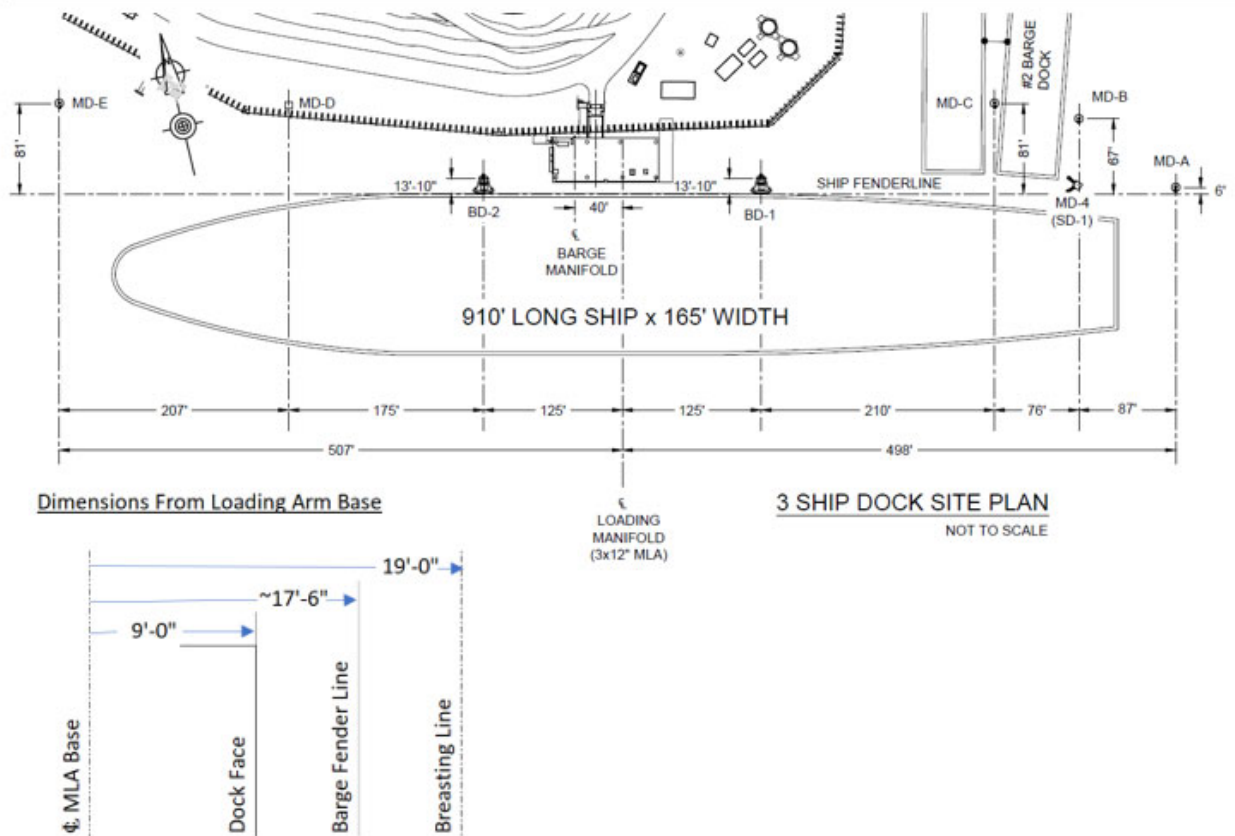 MD-E
MD-D
81'
MD-C
81'
#2 BARGE
DOCK
MD-B
67'
MD-A
6'
13'-10"
13'-10"
SHIP FENDERLINE
BD-2
40'
BD-1
MD-4
(SD-1)
℄
BARGE
MANIFOLD
910' LONG SHIP x 165' WIDTH
207'
175'
125'
125'
210'
76'
87'
507'
498'
Dimensions From Loading Arm Base
℄
LOADING
MANIFOLD
(3x12" MLA)
3 SHIP DOCK SITE PLAN
NOT TO SCALE
19'-0"
~17'-6"
9'-0"
℄ MLA Base
Dock Face
Barge Fender Line
Breasting Line